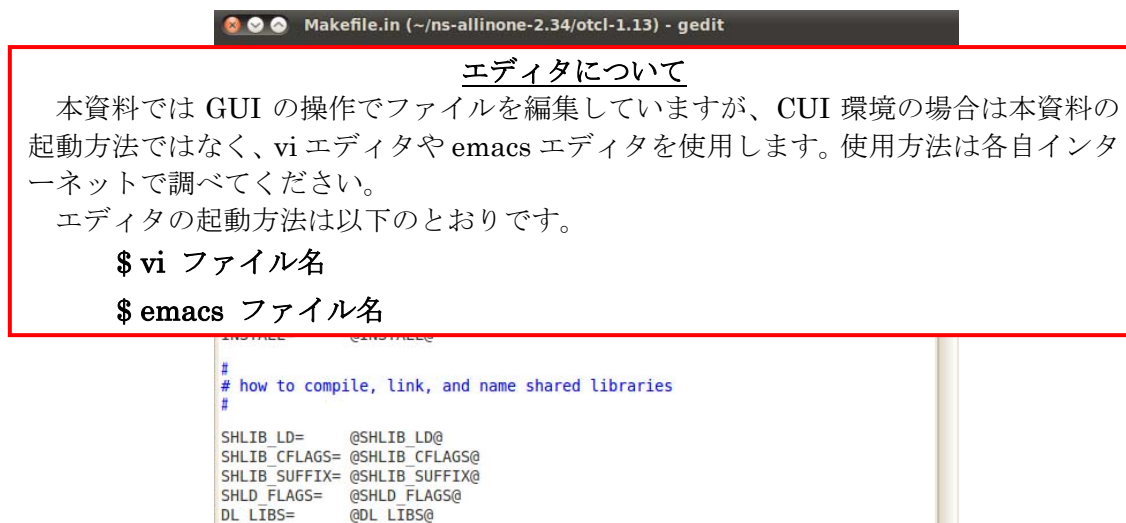 Makefile.in (~/ns-allinone-2.34/otcl-1.13) - gedit
エディタについて
本資料では GUI の操作でファイルを編集していますが、CUI 環境の場合は本資料の
起動方法ではなく、vi エディタや emacs エディタを使用します。使用方法は各自インタ
ーネットで調べてください。
エディタの起動方法は以下のとおりです。
$ vi ファイル名
$ emacs ファイル名
#
# how to compile, link, and name shared libraries
#
SHLIB_LD= @SHLIB_LD@
SHLIB_CFLAGS= @SHLIB_CFLAGS@
SHLIB_SUFFIX= @SHLIB_SUFFIX@
SHLD_FLAGS= @SHLD_FLAGS@
DL_LIBS= @DL_LIBS@